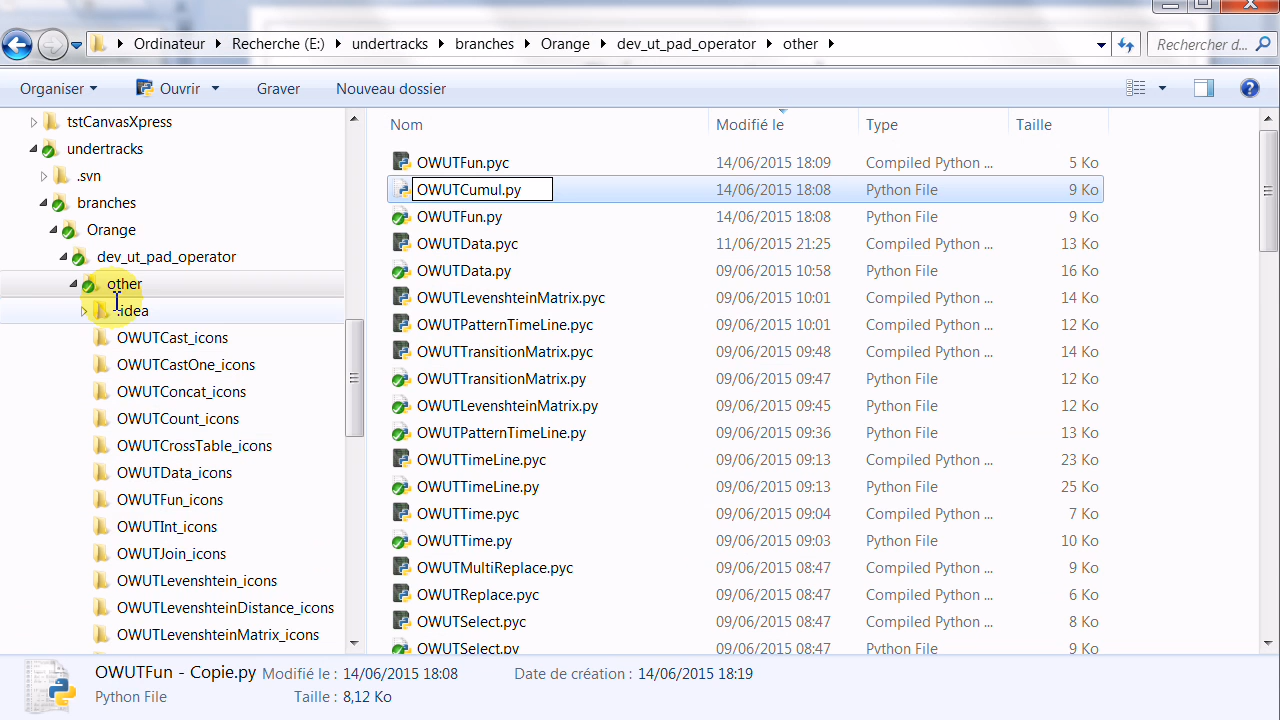 Ordinateur Recherche (E:) undertracks branches Orange dev_ut_pad_operator other Rechercher d...
Organiser Ouvrir Graver Nouveau dossier
tstCanvasXpress
undertracks
.svn
branches
Orange
dev_ut_pad_operator
other
.idea
OWUTCast_icons
OWUTCastOne_icons
OWUTConcat_icons
OWUTCount_icons
OWUTCrossTable_icons
OWUTData_icons
OWUTFun_icons
OWUTInt_icons
OWUTJoin_icons
OWUTLevenshtein_icons
OWUTLevenshteinDistance_icons
OWUTLevenshteinMatrix_icons
Nom Modifié le Type Taille
OWUTFun.pyc 14/06/2015 18:09 Compiled Python ... 5 Ko
OWUTCumul.py 14/06/2015 18:08 Python File 9 Ko
OWUTFun.py 14/06/2015 18:08 Python File 9 Ko
OWUTData.pyc 11/06/2015 21:25 Compiled Python ... 13 Ko
OWUTData.py 09/06/2015 10:58 Python File 16 Ko
OWUTLevenshteinMatrix.pyc 09/06/2015 10:01 Compiled Python ... 14 Ko
OWUTPatternTimeLine.pyc 09/06/2015 10:01 Compiled Python ... 12 Ko
OWUTTransitionMatrix.pyc 09/06/2015 09:48 Compiled Python ... 14 Ko
OWUTTransitionMatrix.py 09/06/2015 09:47 Python File 12 Ko
OWUTLevenshteinMatrix.py 09/06/2015 09:45 Python File 12 Ko
OWUTPatternTimeLine.py 09/06/2015 09:36 Python File 13 Ko
OWUTTimeLine.pyc 09/06/2015 09:13 Compiled Python ... 23 Ko
OWUTTimeLine.py 09/06/2015 09:13 Python File 25 Ko
OWUTTime.pyc 09/06/2015 09:04 Compiled Python ... 7 Ko
OWUTTime.py 09/06/2015 09:03 Python File 10 Ko
OWUTMultiReplace.pyc 09/06/2015 08:47 Compiled Python ... 9 Ko
OWUTReplace.pyc 09/06/2015 08:47 Compiled Python ... 6 Ko
OWUTSelect.pyc 09/06/2015 08:47 Compiled Python ... 8 Ko
OWUTSelect.py 09/06/2015 08:47 Python File 9 Ko
OWUTFun - Copie.py Modifié le : 14/06/2015 18:08 Date de création : 14/06/2015 18:19
Python File Taille : 8,12 Ko